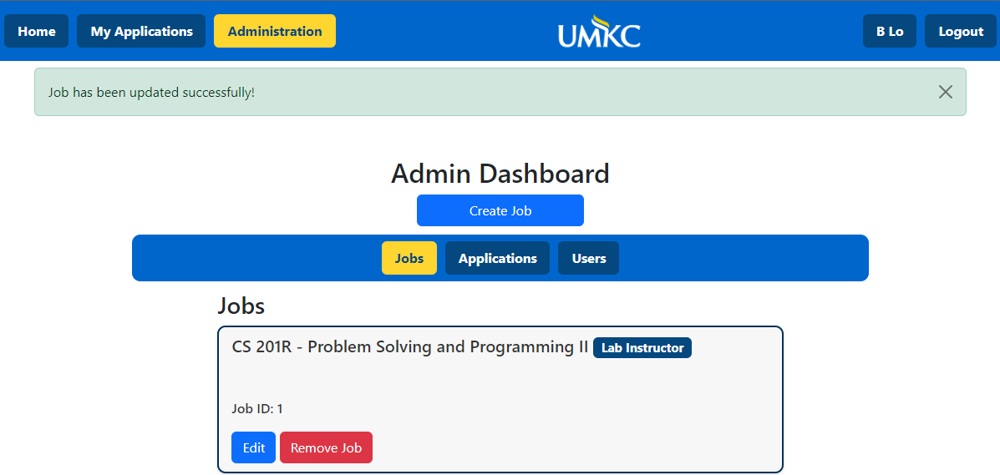 Home My Applications Administration UMKC B Lo Logout
Job has been updated successfully!
Admin Dashboard
Create Job
Jobs Applications Users
Jobs
CS 201R - Problem Solving and Programming II Lab Instructor
Job ID: 1
Edit Remove Job